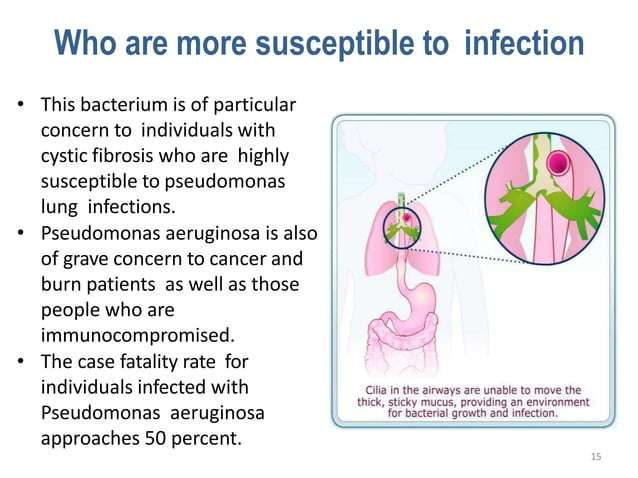 Who are more susceptible to infection
• This bacterium is of particular
concern to individuals with
cystic fibrosis who are highly
susceptible to pseudomonas
lung infections.
• Pseudomonas aeruginosa is also
of grave concern to cancer and
burn patients as well as those
people who are
immunocompromised.
• The case fatality rate for
individuals infected with
Pseudomonas aeruginosa
approaches 50 percent.
Cilia in the airways are unable to move the
thick, sticky mucus, providing an environment
for bacterial growth and infection.
15